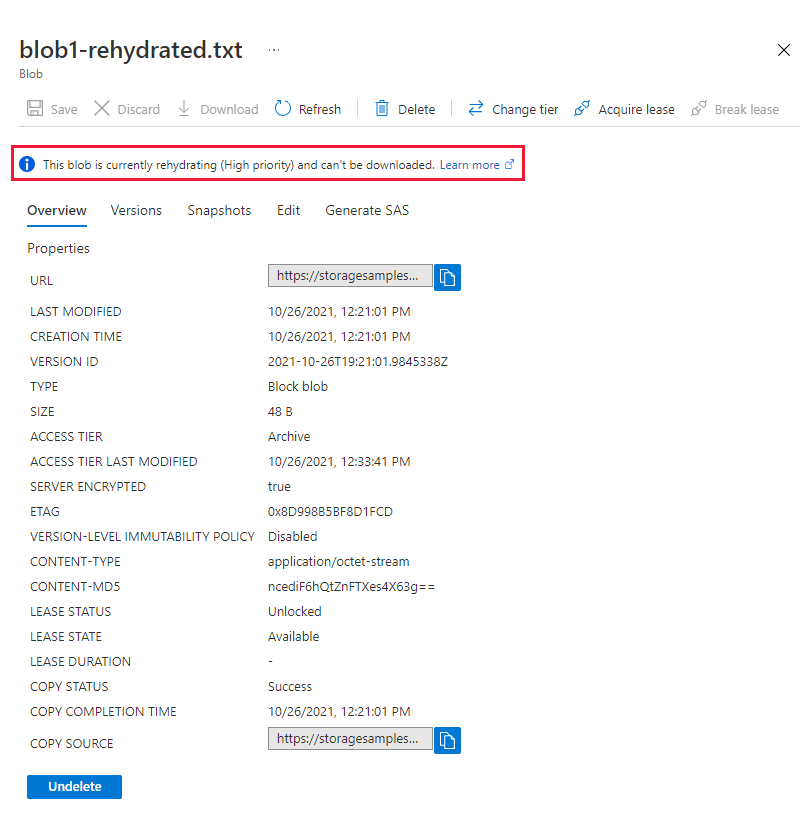 blob1-rehydrated.txt ...
Blob
Save Discard Download Refresh Delete Change tier Acquire lease Break lease
This blob is currently rehydrating (High priority) and can't be downloaded. Learn more
Overview Versions Snapshots Edit Generate SAS
Properties
URL https://storagesamples...
LAST MODIFIED 10/26/2021, 12:21:01 PM
CREATION TIME 10/26/2021, 12:21:01 PM
VERSION ID 2021-10-26T19:21:01.9845338Z
TYPE Block blob
SIZE 48 B
ACCESS TIER Archive
ACCESS TIER LAST MODIFIED 10/26/2021, 12:33:41 PM
SERVER ENCRYPTED true
ETAG 0x8D998B5BF8D1FCD
VERSION-LEVEL IMMUTABILITY POLICY Disabled
CONTENT-TYPE application/octet-stream
CONTENT-MD5 ncediF6hQtZnFTXes4X63g==
LEASE STATUS Unlocked
LEASE STATE Available
LEASE DURATION -
COPY STATUS Success
COPY COMPLETION TIME 10/26/2021, 12:21:01 PM
COPY SOURCE https://storagesamples...
Undelete